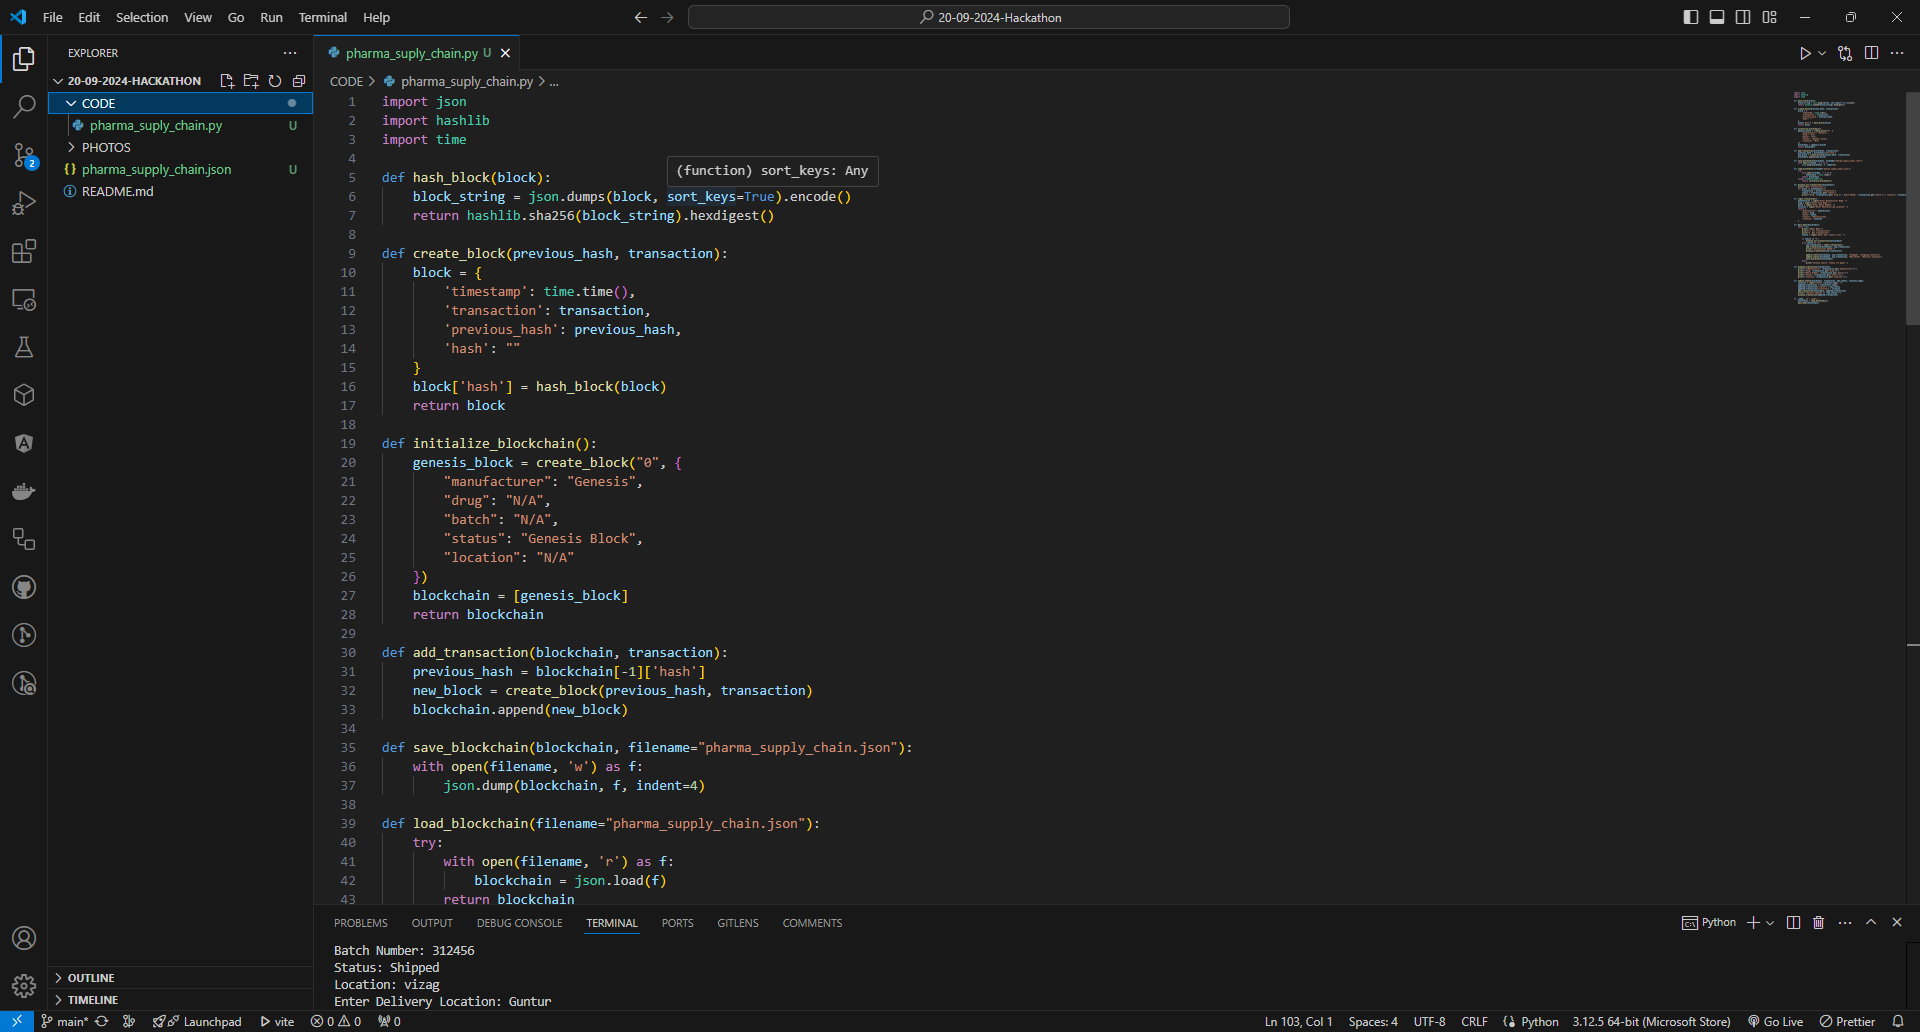 File Edit Selection View Go Run Terminal Help
20-09-2024-Hackathon
EXPLORER
20-09-2024-HACKATHON
CODE
pharma_suply_chain.py U
PHOTOS
pharma_supply_chain.json U
README.md
OUTLINE
TIMELINE
2
pharma_suply_chain.py U
CODE > pharma_suply_chain.py > ...
1 import json
2 import hashlib
3 import time
4
(function) sort_keys: Any
5 def hash_block(block):
6 block_string = json.dumps(block, sort_keys=True).encode()
7 return hashlib.sha256(block_string).hexdigest()
8
9 def create_block(previous_hash, transaction):
10 block = {
11 'timestamp': time.time(),
12 'transaction': transaction,
13 'previous_hash': previous_hash,
14 'hash': ""
15 }
16 block['hash'] = hash_block(block)
17 return block
18
19 def initialize_blockchain():
20 genesis_block = create_block("0", {
21 "manufacturer": "Genesis",
22 "drug": "N/A",
23 "batch": "N/A",
24 "status": "Genesis Block",
25 "location": "N/A"
26 })
27 blockchain = [genesis_block]
28 return blockchain
29
30 def add_transaction(blockchain, transaction):
31 previous_hash = blockchain[-1]['hash']
32 new_block = create_block(previous_hash, transaction)
33 blockchain.append(new_block)
34
35 def save_blockchain(blockchain, filename="pharma_supply_chain.json"):
36 with open(filename, 'w') as f:
37 json.dump(blockchain, f, indent=4)
38
39 def load_blockchain(filename="pharma_supply_chain.json"):
40 try:
41 with open(filename, 'r') as f:
42 blockchain = json.load(f)
43 return blockchain
PROBLEMS OUTPUT DEBUG CONSOLE TERMINAL PORTS GITLENS COMMENTS
Python
Batch Number: 312456
Status: Shipped
Location: vizag
Enter Delivery Location: Guntur
main* Launchpad vite 0 0 0
Ln 103, Col 1 Spaces: 4 UTF-8 CRLF Python 3.12.5 64-bit (Microsoft Store) Go Live Prettier